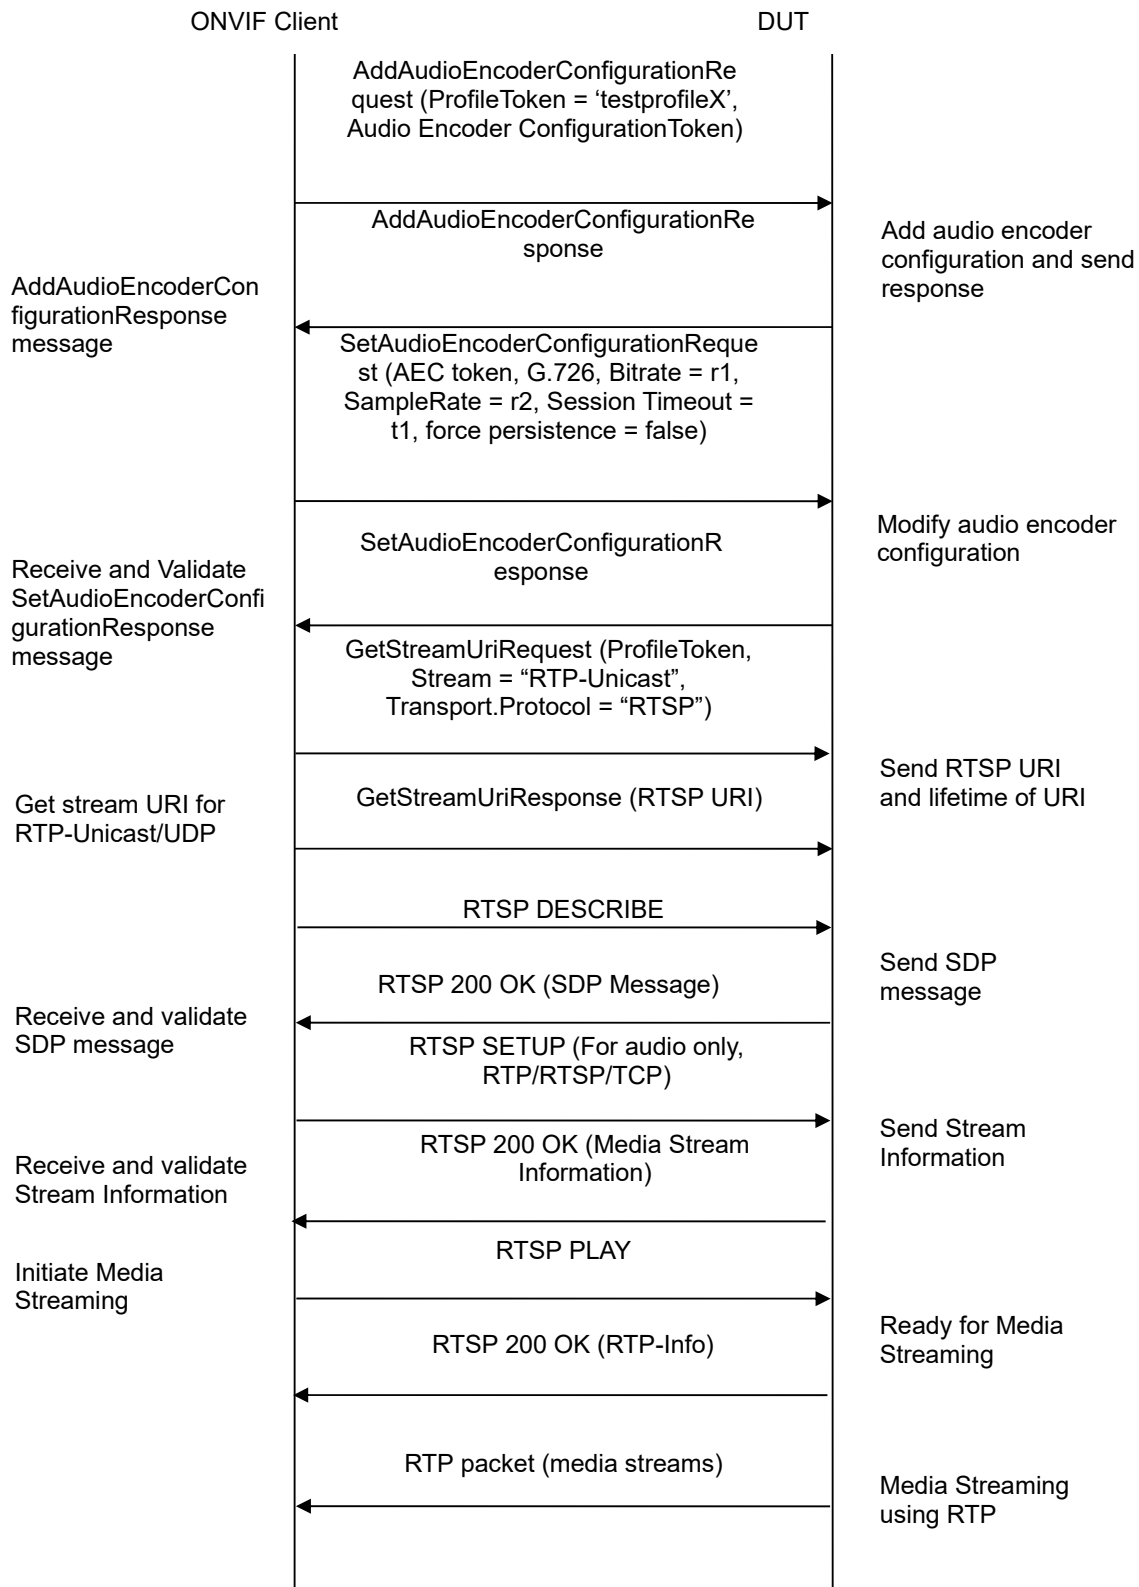 ONVIF Client
DUT
AddAudioEncoderConfigurationRe
quest (ProfileToken = ‘testprofileX’,
Audio Encoder ConfigurationToken)
AddAudioEncoderConfigurationRe
sponse
Add audio encoder
configuration and send
response
AddAudioEncoderCon
figurationResponse
message
SetAudioEncoderConfigurationReque
st (AEC token, G.726, Bitrate = r1,
SampleRate = r2, Session Timeout =
t1, force persistence = false)
Modify audio encoder
configuration
SetAudioEncoderConfigurationR
esponse
Receive and Validate
SetAudioEncoderConfi
gurationResponse
message
GetStreamUriRequest (ProfileToken,
Stream = “RTP-Unicast”,
Transport.Protocol = “RTSP”)
Send RTSP URI
and lifetime of URI
GetStreamUriResponse (RTSP URI)
Get stream URI for
RTP-Unicast/UDP
RTSP DESCRIBE
Send SDP
message
RTSP 200 OK (SDP Message)
Receive and validate
SDP message
RTSP SETUP (For audio only,
RTP/RTSP/TCP)
Send Stream
Information
RTSP 200 OK (Media Stream
Information)
Receive and validate
Stream Information
RTSP PLAY
Initiate Media
Streaming
Ready for Media
Streaming
RTSP 200 OK (RTP-Info)
RTP packet (media streams)
Media Streaming
using RTP